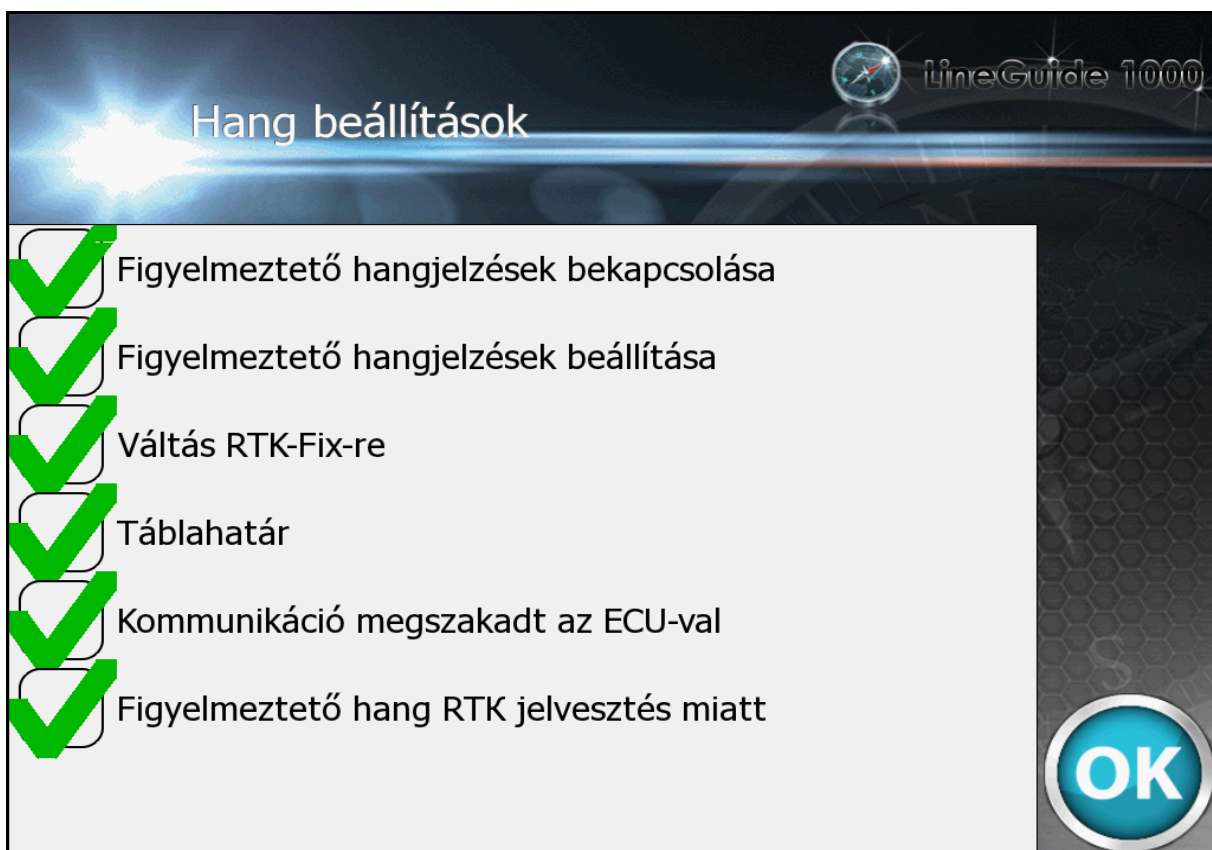 LineGuide 1000
Hang beállítások
Figyelmeztető hangjelzések bekapcsolása
Figyelmeztető hangjelzések beállítása
Váltás RTK-Fix-re
Táblahatár
Kommunikáció megszakadt az ECU-val
Figyelmeztető hang RTK jelvesztés miatt
OK